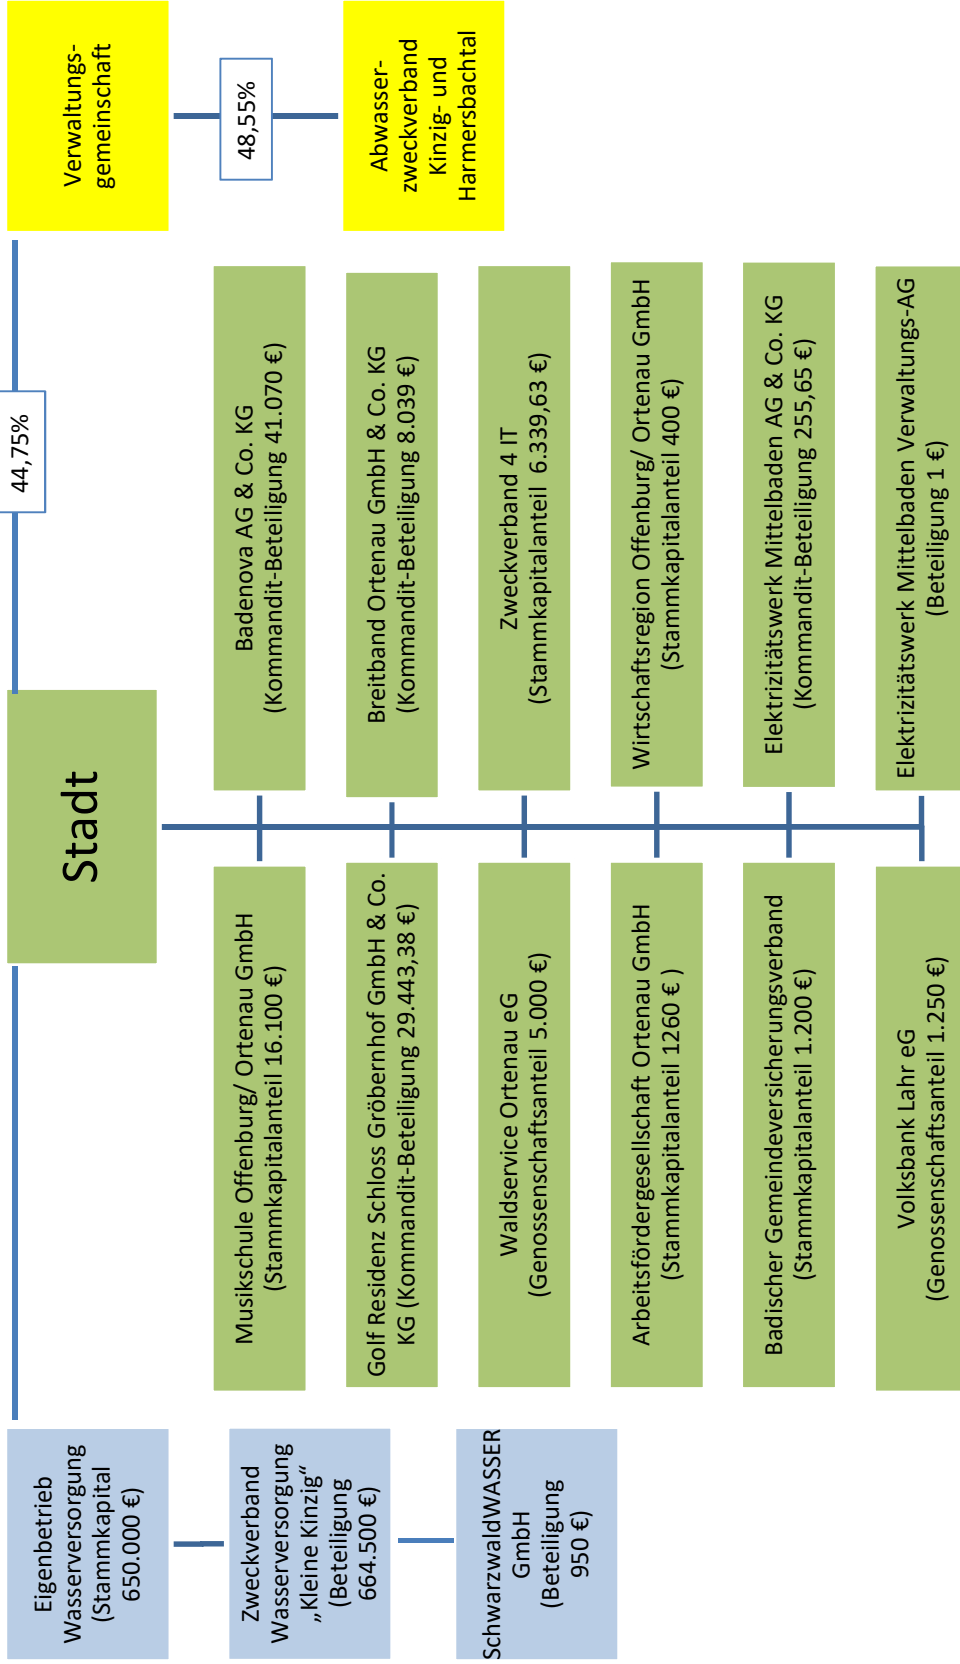 Stadt
44,75%
Eigenbetrieb
Wasserversorgung
(Stammkapital
650.000 €)
Zweckverband
Wasserversorgung
„Kleine Kinzig“
(Beteiligung
664.500 €)
SchwarzwaldWASSER
GmbH
(Beteiligung
950 €)
Musikschule Offenburg/ Ortenau GmbH
(Stammkapitalanteil 16.100 €)
Golf Residenz Schloss Gröbernhof GmbH & Co.
KG (Kommandit-Beteiligung 29.443,38 €)
Waldservice Ortenau eG
(Genossenschaftsanteil 5.000 €)
Arbeitsfördergesellschaft Ortenau GmbH
(Stammkapitalanteil 1260 € )
Badischer Gemeindeversicherungsverband
(Stammkapitalanteil 1.200 €)
Volksbank Lahr eG
(Genossenschaftsanteil 1.250 €)
Badenova AG & Co. KG
(Kommandit-Beteiligung 41.070 €)
Breitband Ortenau GmbH & Co. KG
(Kommandit-Beteiligung 8.039 €)
Zweckverband 4 IT
(Stammkapitalanteil 6.339,63 €)
Wirtschaftsregion Offenburg/ Ortenau GmbH
(Stammkapitalanteil 400 €)
Elektrizitätswerk Mittelbaden AG & Co. KG
(Kommandit-Beteiligung 255,65 €)
Elektrizitätswerk Mittelbaden Verwaltungs-AG
(Beteiligung 1 €)
Verwaltungs-
gemeinschaft
48,55%
Abwasser-
zweckverband
Kinzig- und
Harmersbachtal